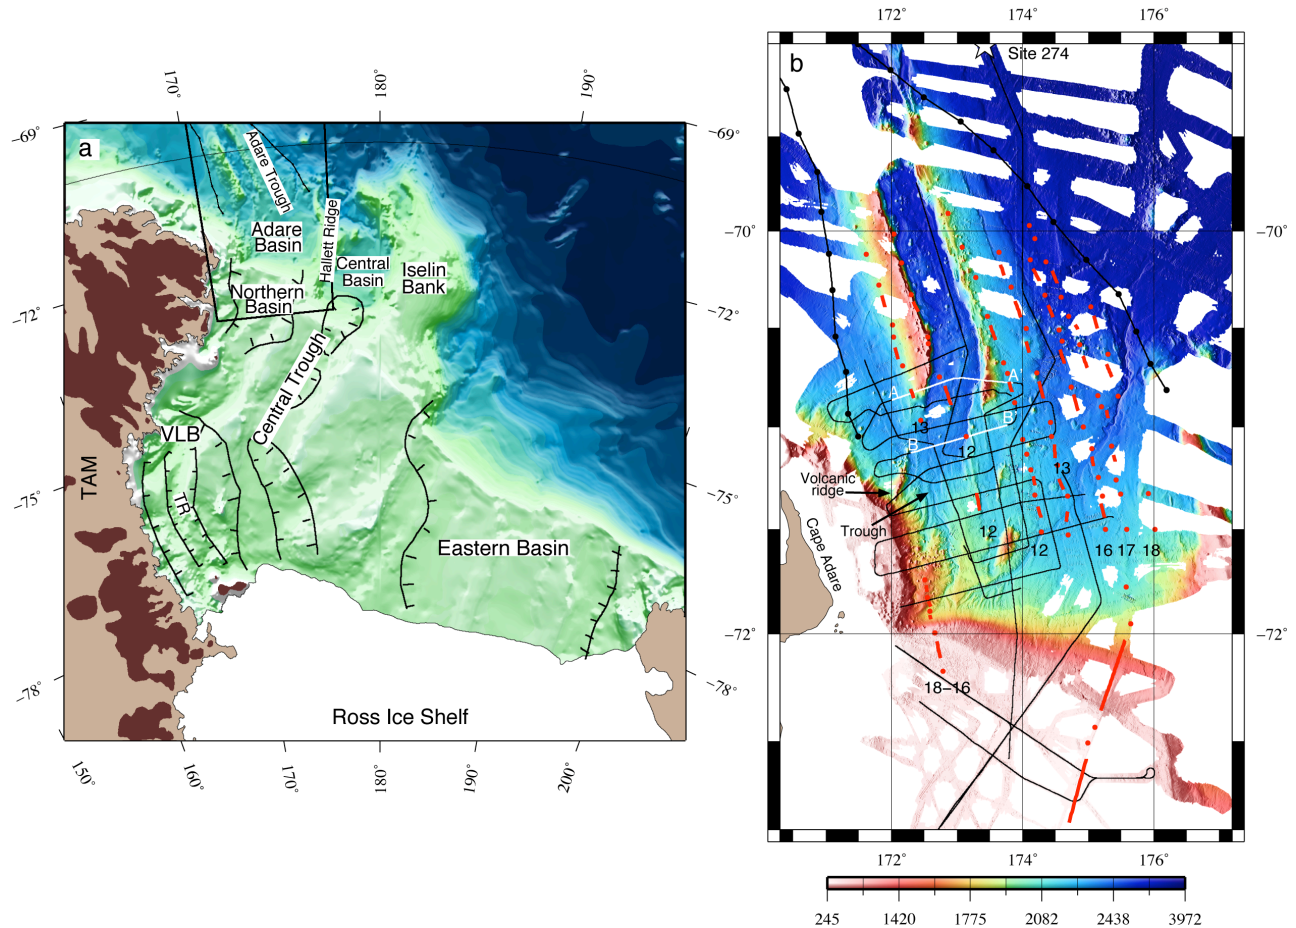 170°
180°
190°
−69°
−69°
a
Adare Trough
Adare
Basin
Hallett Ridge
Central
Basin
Iselin
Bank
Northern
Basin
−72°
−72°
Central Trough
VLB
TAM
TR
−75°
−75°
Eastern Basin
−78°
−78°
Ross Ice Shelf
150°
160°
170°
180°
190°
200°
172°
174°
176°
b
Site 274
−70°
−70°
A
A'
13
B'
B
12
13
Volcanic
ridge
Trough
Cape Adare
12
12
16 17 18
−72°
−72°
18−16
172°
174°
176°
245
1420
1775
2082
2438
3972